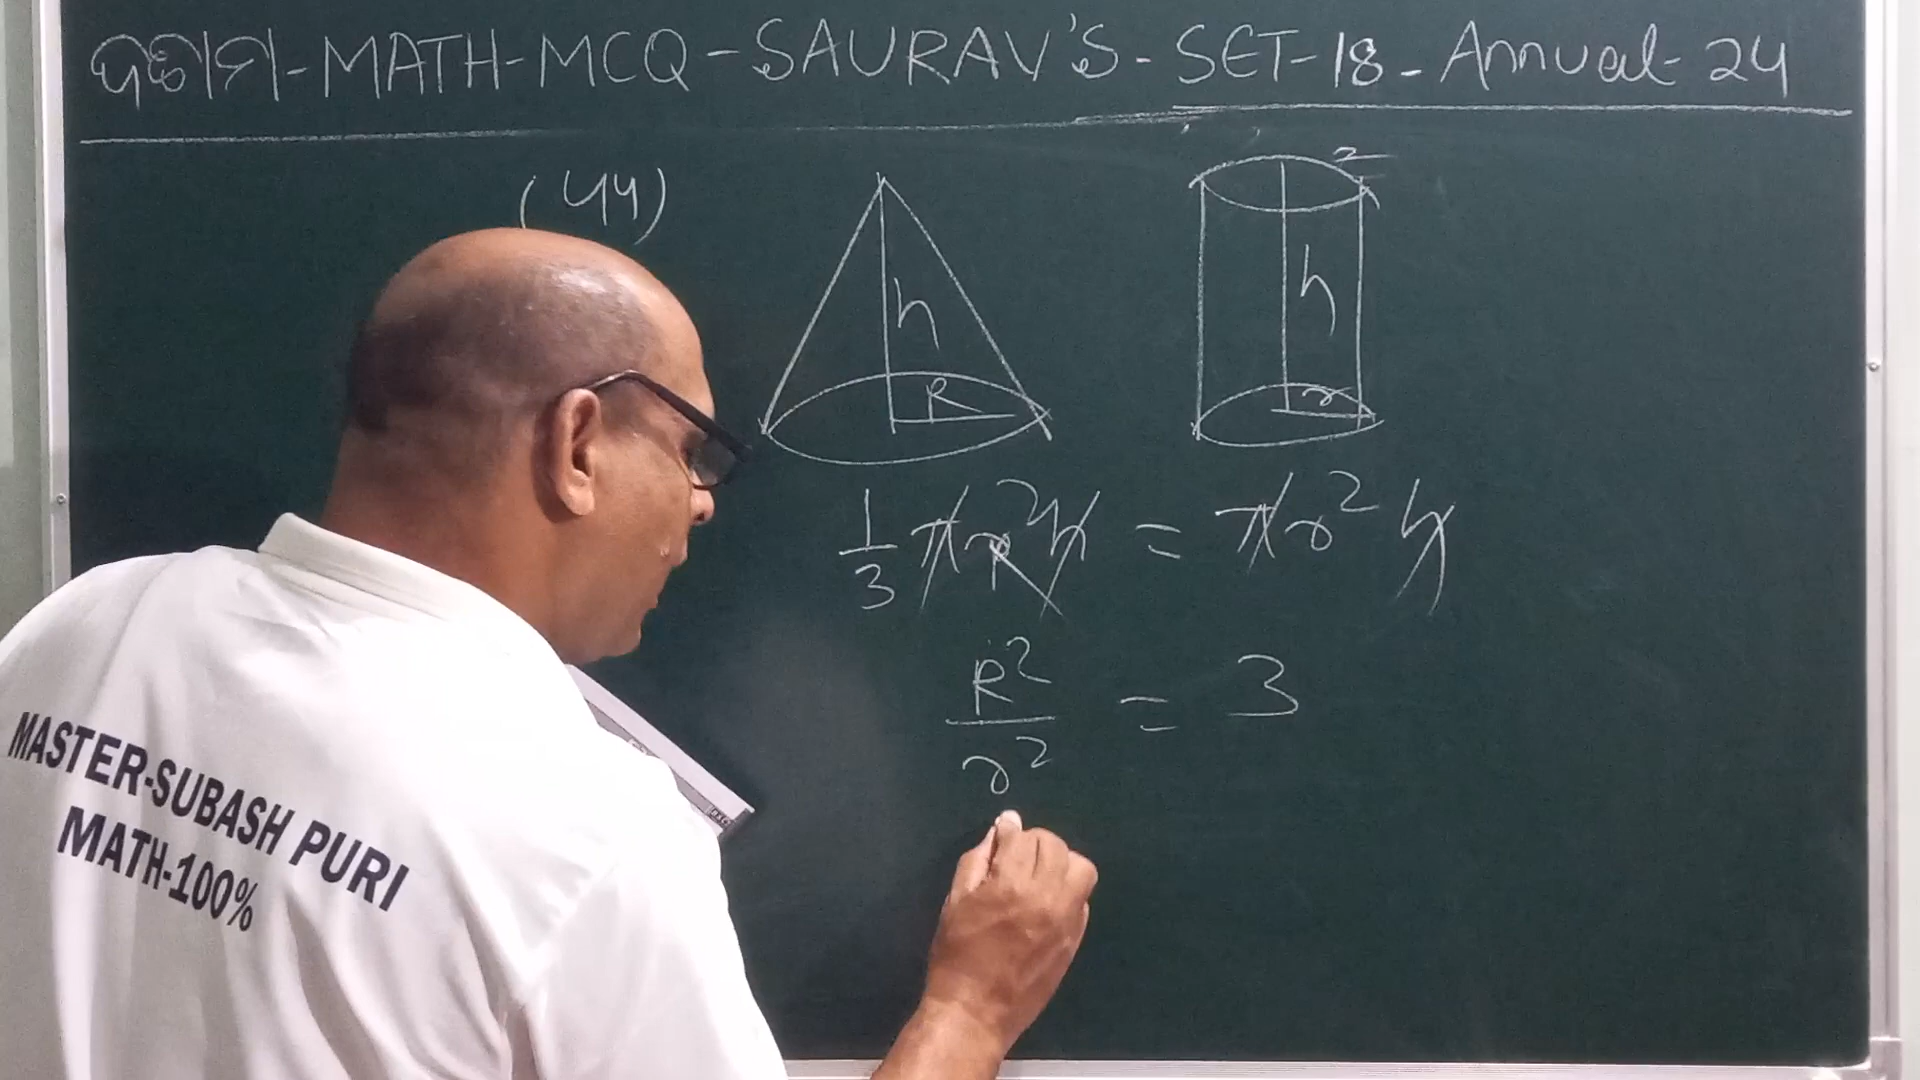 -MATH-MCQ-SAURAV'S-SET-18-Annual-24
(44)
h
R
h
r
1/3 πR²h = πr²h
R²/r² = 3
MASTER-SUBASH PURI
MATH-100%